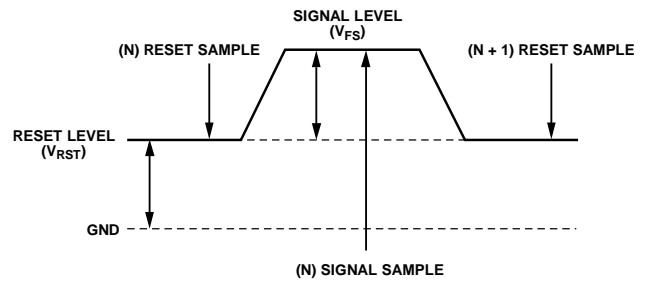 SIGNAL LEVEL
(VFS)
(N) RESET SAMPLE
(N + 1) RESET SAMPLE
RESET LEVEL
(VRST)
GND
(N) SIGNAL SAMPLE